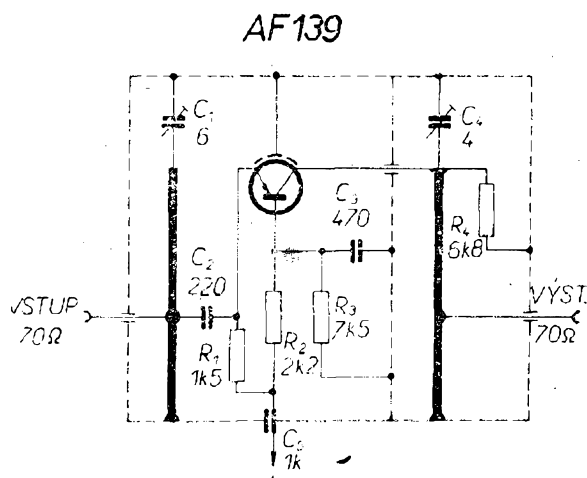 AF139
C₁
6
C₄
4
C₃
470
R₄
6k8
C₂
220
VSTUP
70Ω
VÝST.
70Ω
R₁
1k5
R₂
2k2
R₃
7k5
C₅
1k